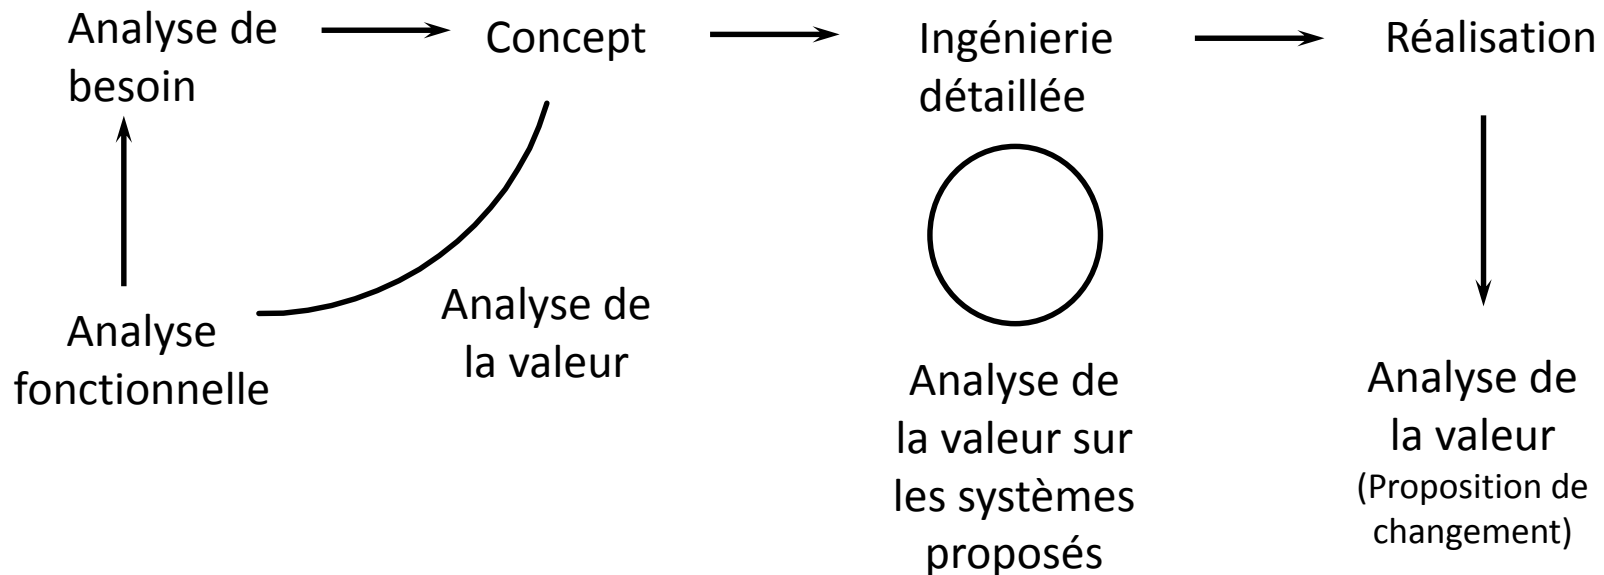 Analyse de
besoin
Concept
Ingénierie
détaillée
Réalisation
Analyse
fonctionnelle
Analyse de
la valeur
Analyse de
la valeur sur
les systèmes
proposés
Analyse de
la valeur
(Proposition de
changement)